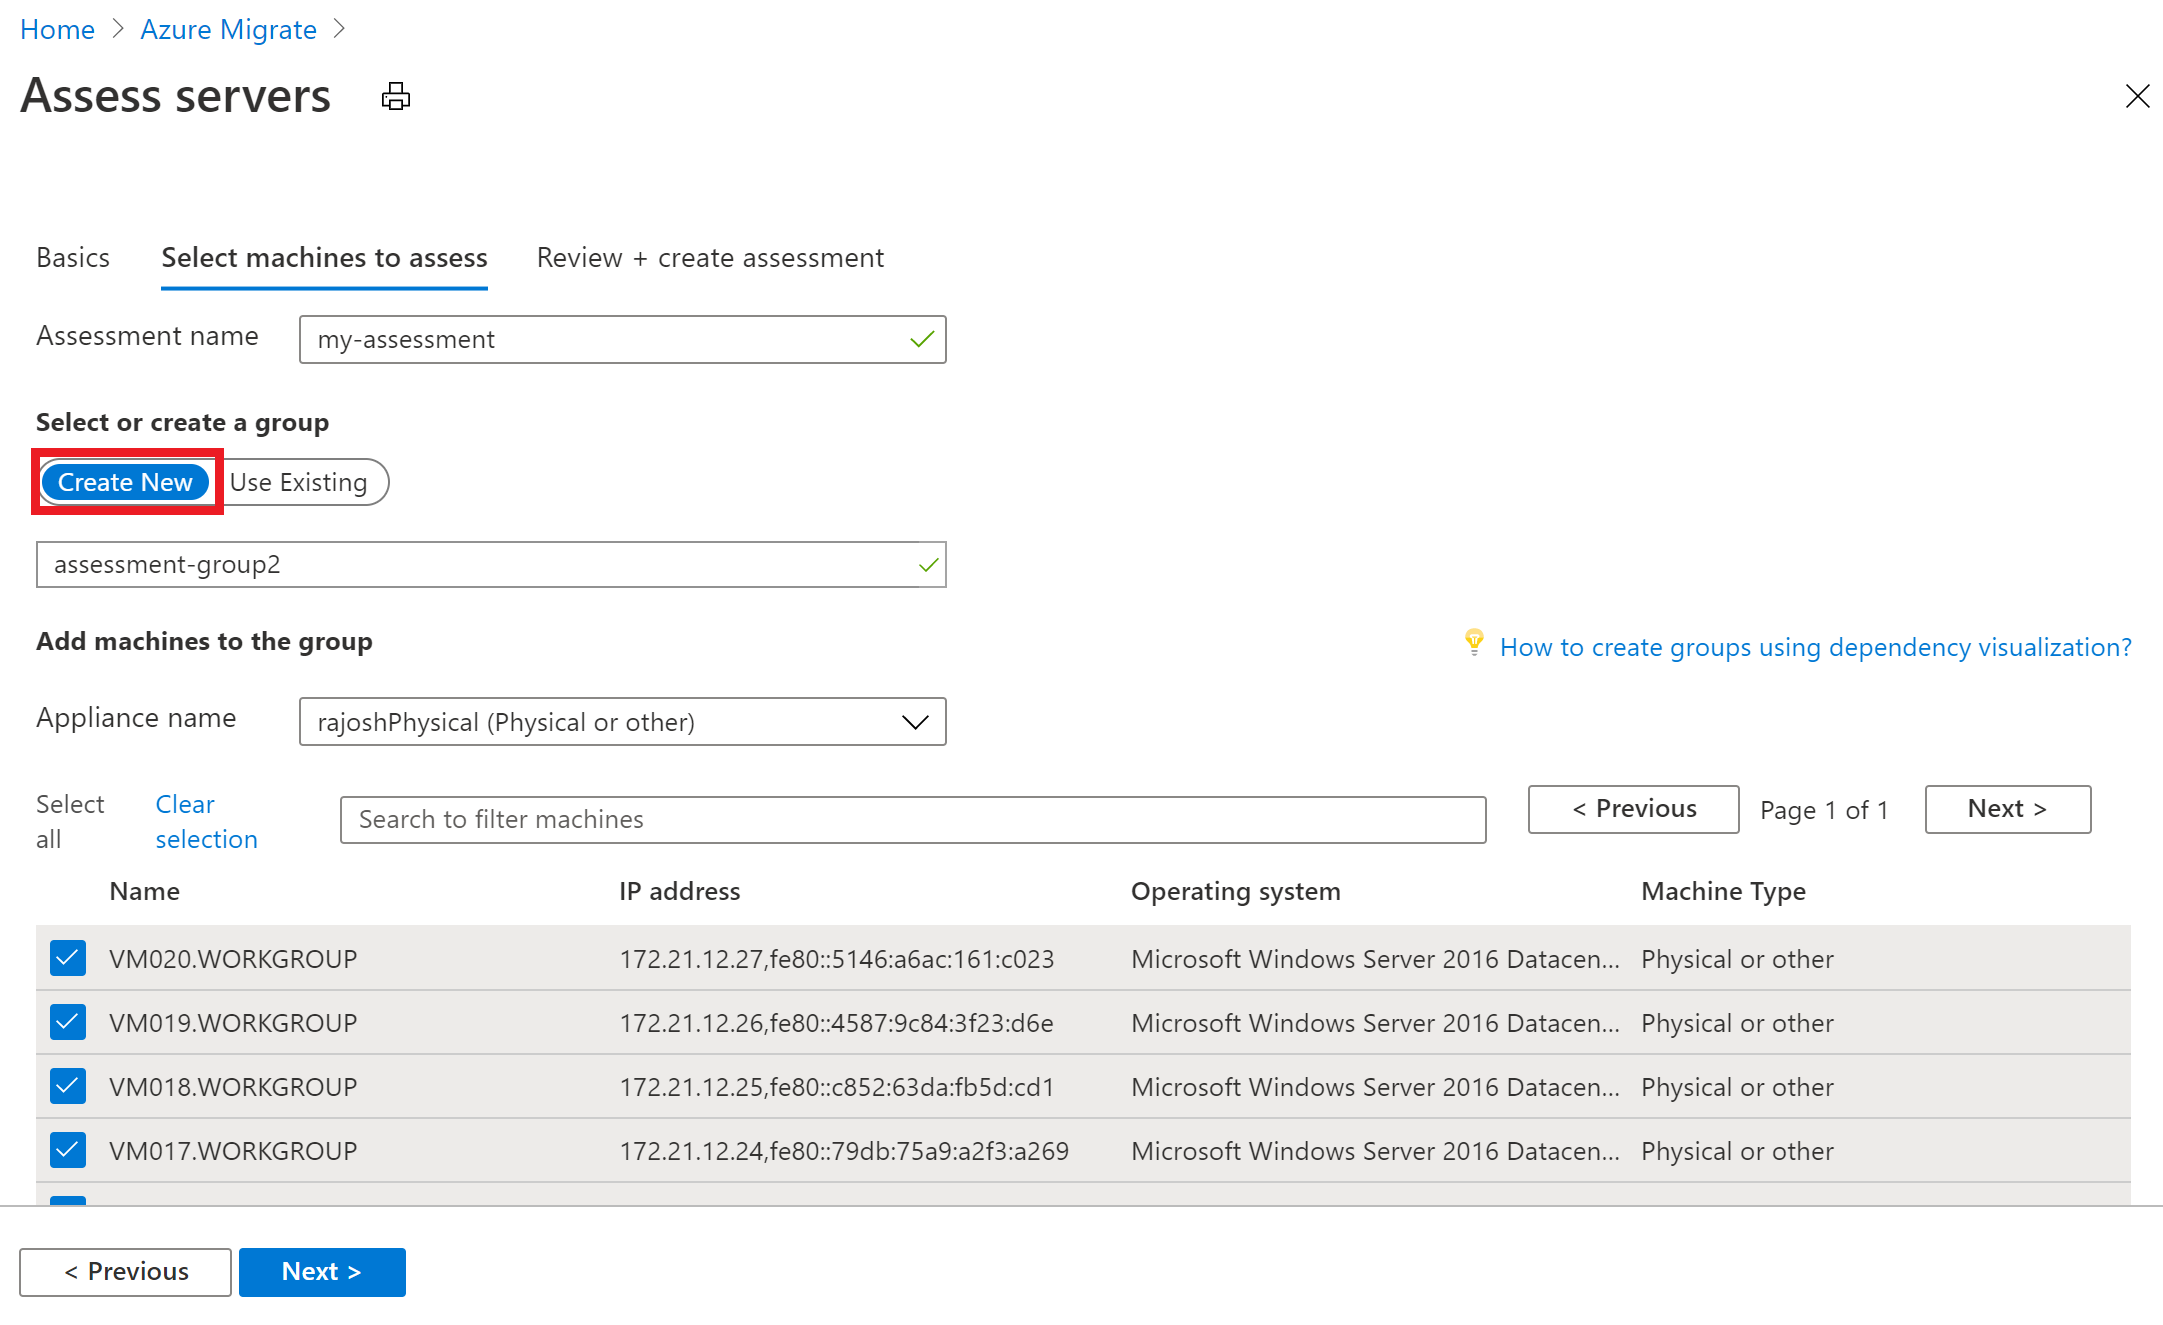 Home > Azure Migrate >
Assess servers
Basics Select machines to assess Review + create assessment
Assessment name my-assessment
Select or create a group
Create New Use Existing
assessment-group2
Add machines to the group
How to create groups using dependency visualization?
Appliance name rajoshPhysical (Physical or other)
Select all Clear selection Search to filter machines < Previous Page 1 of 1 Next >
Name IP address Operating system Machine Type
VM020.WORKGROUP 172.21.12.27,fe80::5146:a6ac:161:c023 Microsoft Windows Server 2016 Datacen... Physical or other
VM019.WORKGROUP 172.21.12.26,fe80::4587:9c84:3f23:d6e Microsoft Windows Server 2016 Datacen... Physical or other
VM018.WORKGROUP 172.21.12.25,fe80::c852:63da:fb5d:cd1 Microsoft Windows Server 2016 Datacen... Physical or other
VM017.WORKGROUP 172.21.12.24,fe80::79db:75a9:a2f3:a269 Microsoft Windows Server 2016 Datacen... Physical or other
< Previous Next >